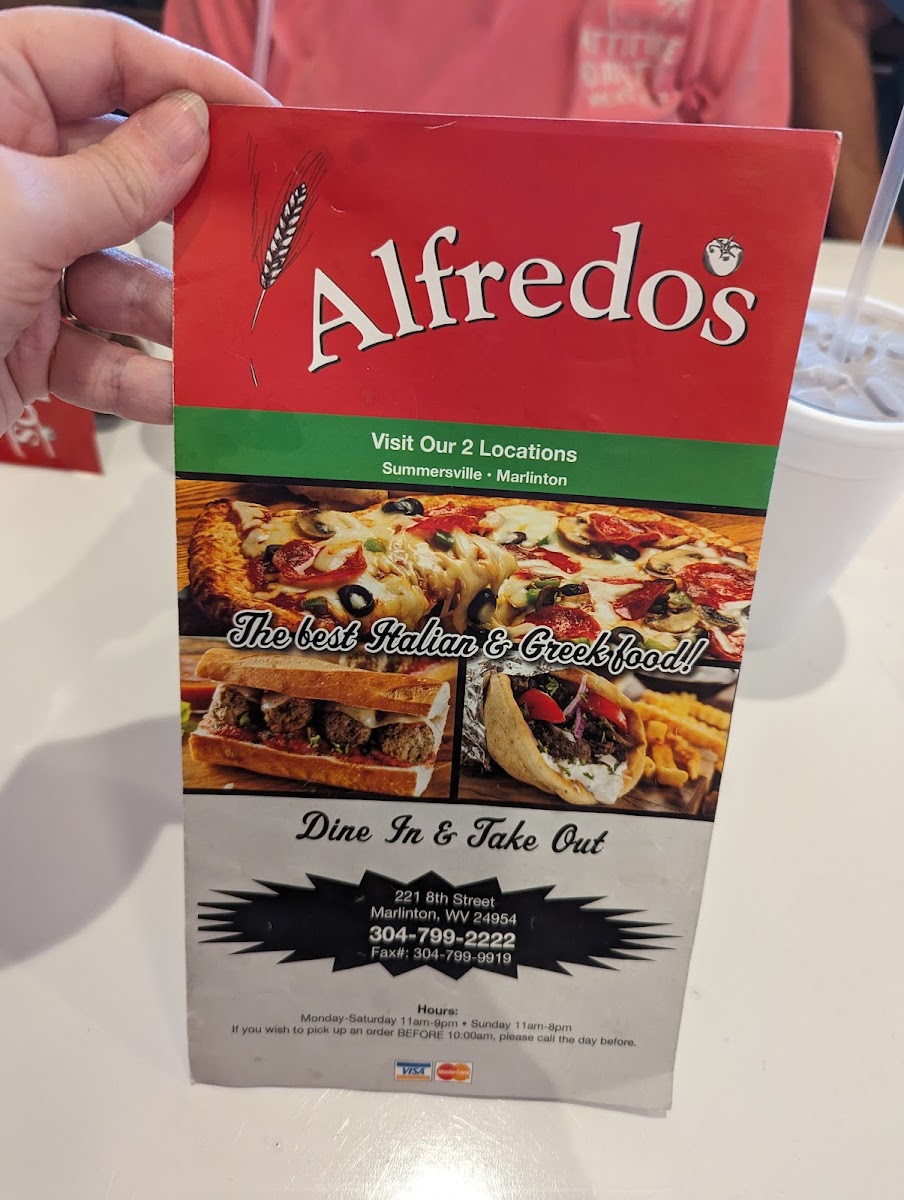 Alfredos
Visit Our 2 Locations
Summersville • Marlinton
The best Italian & Greek food!
Dine In & Take Out
221 8th Street
Marlinton, WV 24954
304-799-2222
Fax#: 304-799-9919
Hours:
Monday-Saturday 11am-9pm • Sunday 11am-8pm
If you wish to pick up an order BEFORE 10:00am, please call the day before.
VISA MasterCard